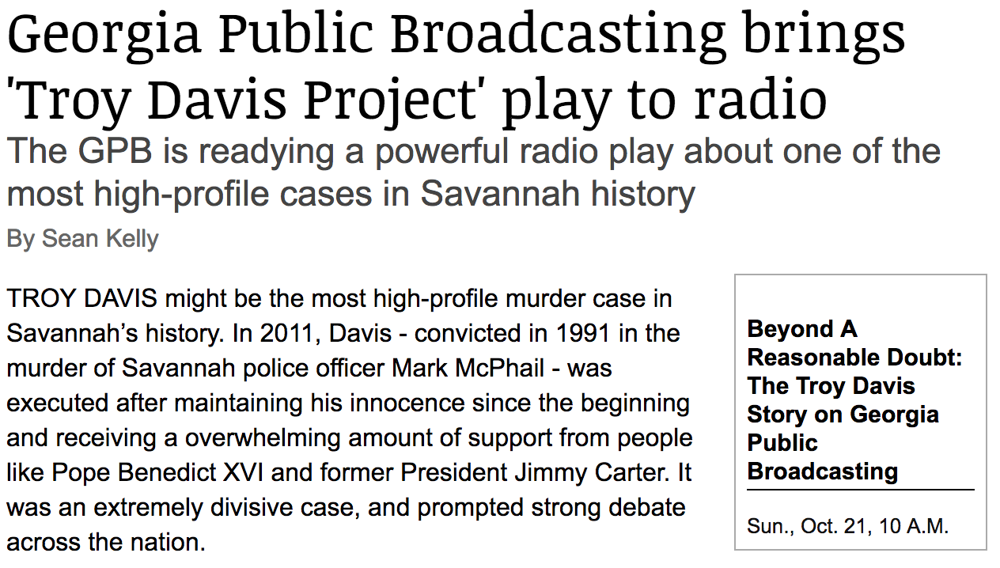 Georgia Public Broadcasting brings
'Troy Davis Project' play to radio
The GPB is readying a powerful radio play about one of the
most high-profile cases in Savannah history
By Sean Kelly
TROY DAVIS might be the most high-profile murder case in
Savannah’s history. In 2011, Davis - convicted in 1991 in the
murder of Savannah police officer Mark McPhail - was
executed after maintaining his innocence since the beginning
and receiving a overwhelming amount of support from people
like Pope Benedict XVI and former President Jimmy Carter. It
was an extremely divisive case, and prompted strong debate
across the nation.
Beyond A
Reasonable Doubt:
The Troy Davis
Story on Georgia
Public
Broadcasting
Sun., Oct. 21, 10 A.M.